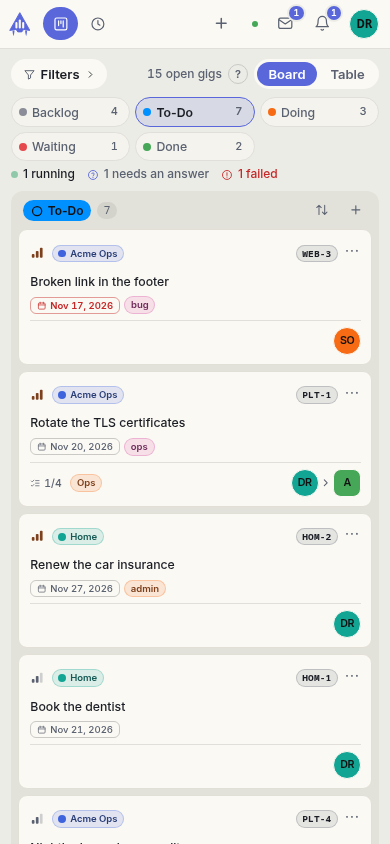 1 1 DR
Filters 15 open gigs ? Board Table
Backlog 4 To-Do 7 Doing 3
Waiting 1 Done 2
1 running 1 needs an answer 1 failed
To-Do 7
Acme Ops WEB-3
Broken link in the footer
Nov 17, 2026 bug
SO
Acme Ops PLT-1
Rotate the TLS certificates
Nov 20, 2026 ops
1/4 Ops DR A
Home HOM-2
Renew the car insurance
Nov 27, 2026 admin
DR
Home HOM-1
Book the dentist
Nov 21, 2026
DR
Acme Ops PLT-4